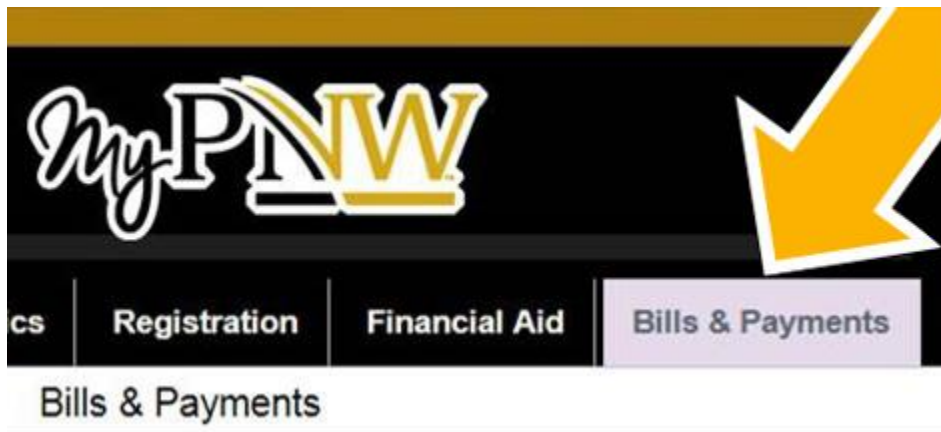 MyPNW
cs Registration Financial Aid Bills & Payments
Bills & Payments